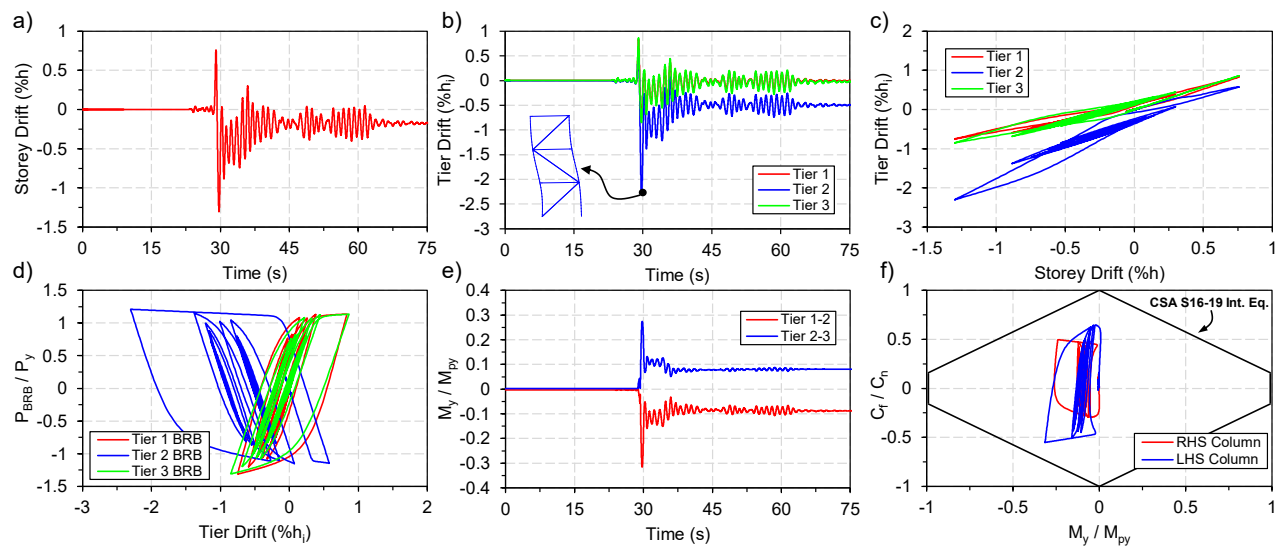 a)
Storey Drift (%h)
1
0.5
0
-0.5
-1
-1.5
0 15 30 45 60 75
Time (s)
b)
Tier Drift (%hi)
1
0.5
0
-0.5
-1
-1.5
-2
-2.5
-3
0 15 30 45 60 75
Time (s)
Tier 1
Tier 2
Tier 3
c)
Tier Drift (%hi)
2
1
0
-1
-2
-3
-1.5 -1 -0.5 0 0.5 1
Storey Drift (%h)
Tier 1
Tier 2
Tier 3
d)
PBRB / Py
1.5
1
0.5
0
-0.5
-1
-1.5
-3 -2 -1 0 1 2
Tier Drift (%hi)
Tier 1 BRB
Tier 2 BRB
Tier 3 BRB
e)
My / Mpy
0.4
0.3
0.2
0.1
0
-0.1
-0.2
-0.3
-0.4
0 15 30 45 60 75
Time (s)
Tier 1-2
Tier 2-3
f)
Cf / Cn
1
0.5
0
-0.5
-1
-1 -0.5 0 0.5 1
My / Mpy
CSA S16-19 Int. Eq.
RHS Column
LHS Column